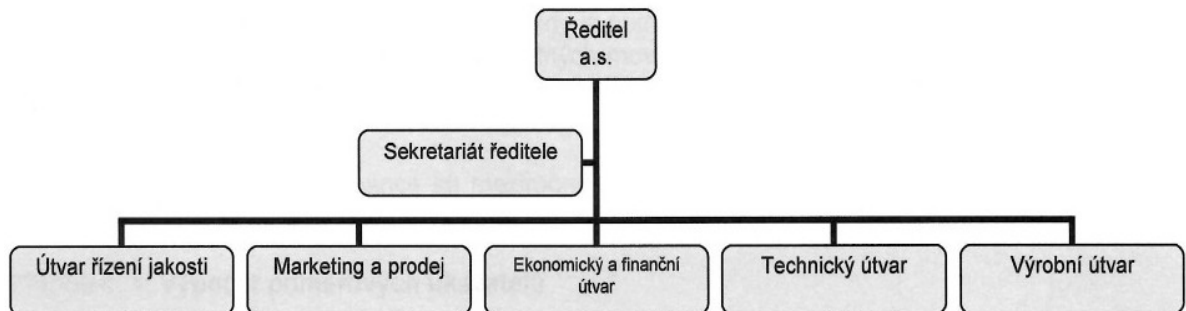 Ředitel
a.s.
Sekretariát ředitele
Útvar řízení jakosti
Marketing a prodej
Ekonomický a finanční
útvar
Technický útvar
Výrobní útvar